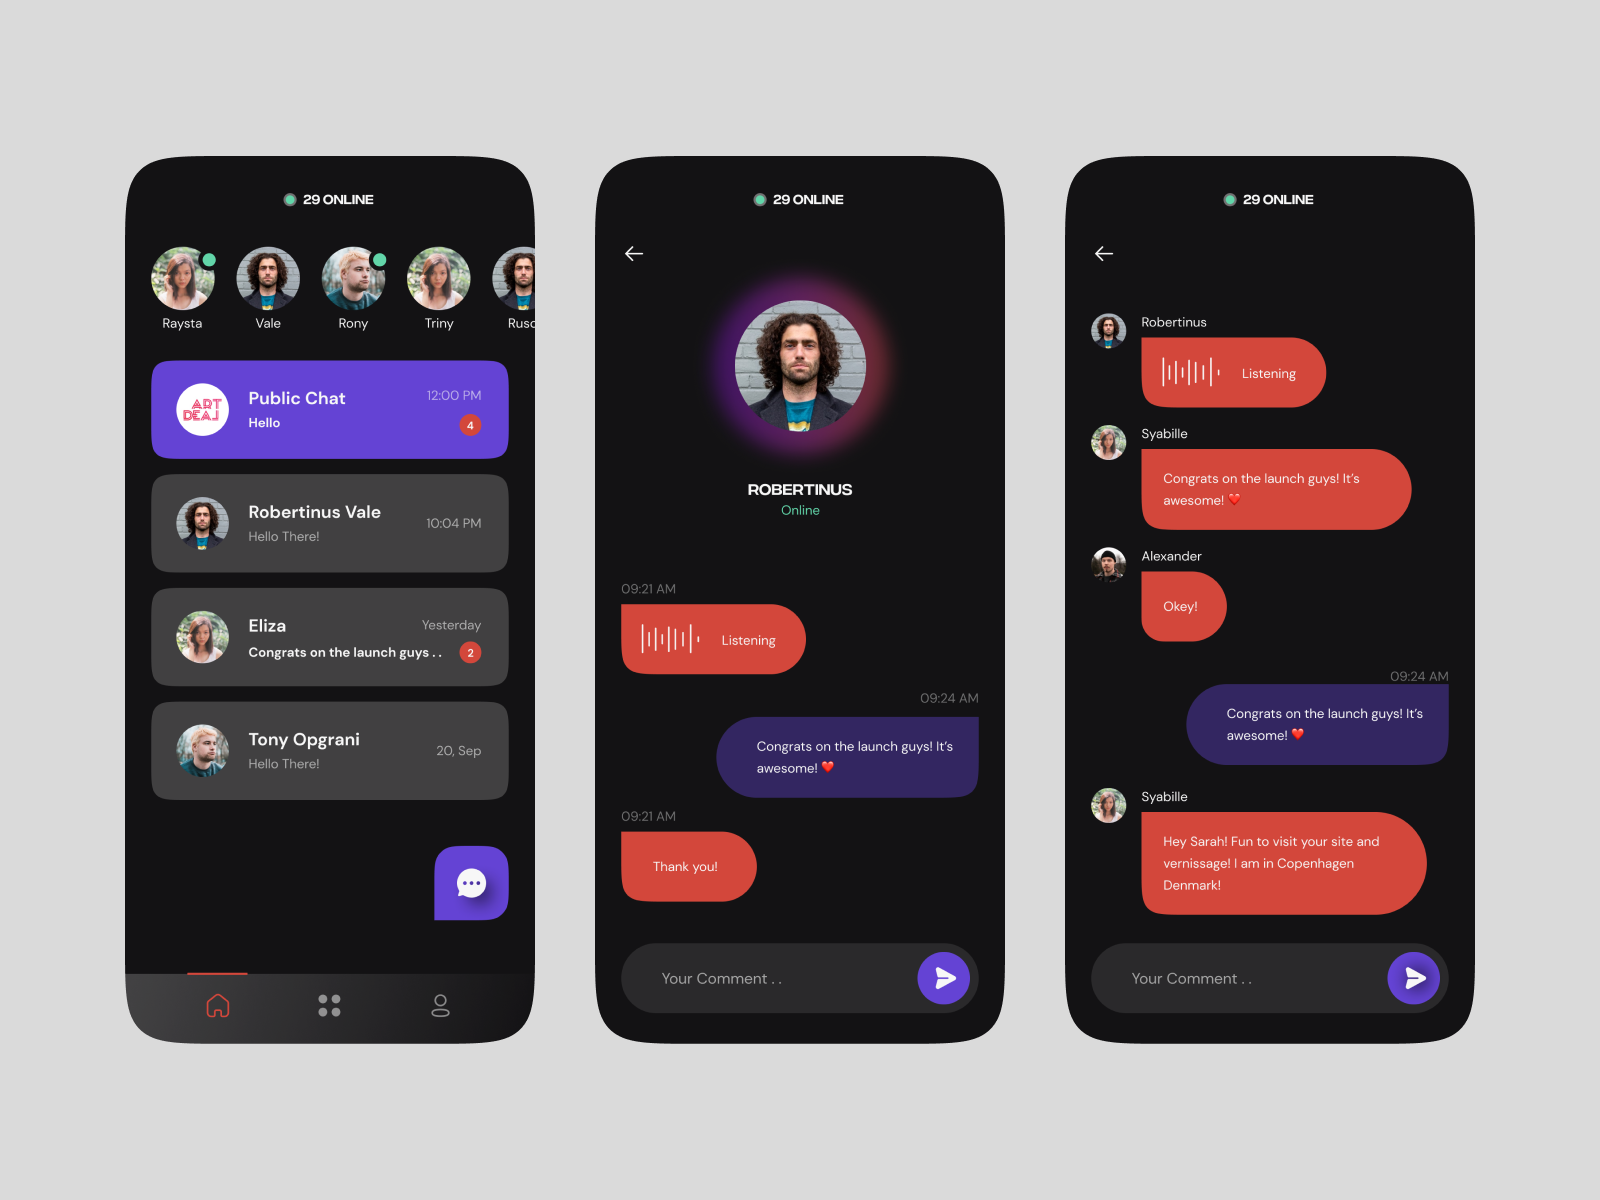 29 ONLINE
Raysta
Vale
Rony
Triny
Rusc
ART
DEAL
Public Chat
12:00 PM
Hello
4
Robertinus Vale
10:04 PM
Hello There!
Eliza
Yesterday
Congrats on the launch guys . .
2
Tony Opgrani
20, Sep
Hello There!
29 ONLINE
ROBERTINUS
Online
09:21 AM
Listening
09:24 AM
Congrats on the launch guys! It's
awesome! ❤️
09:21 AM
Thank you!
Your Comment . .
29 ONLINE
Robertinus
Listening
Syabille
Congrats on the launch guys! It's
awesome! ❤️
Alexander
Okey!
09:24 AM
Congrats on the launch guys! It's
awesome! ❤️
Syabille
Hey Sarah! Fun to visit your site and
vernissage! I am in Copenhagen
Denmark!
Your Comment . .